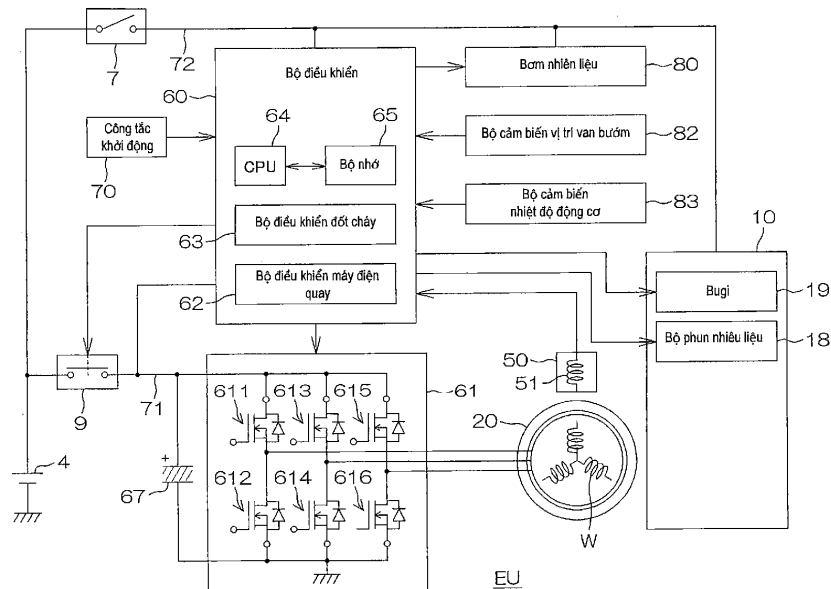 7
72
60
Bộ điều khiển
Bơm nhiên liệu
80
Công tắc
khởi động
70
64
65
CPU
Bộ nhớ
Bộ cảm biến vị trí van bướm
82
Bộ cảm biến
nhiệt độ động cơ
83
63
Bộ điều khiển đốt cháy
62
Bộ điều khiển máy điện
quay
10
Bugi
19
Bộ phun nhiêu liệu
18
50
51
9
71
61
611
613
615
20
+
4
67
612
614
616
W
EU